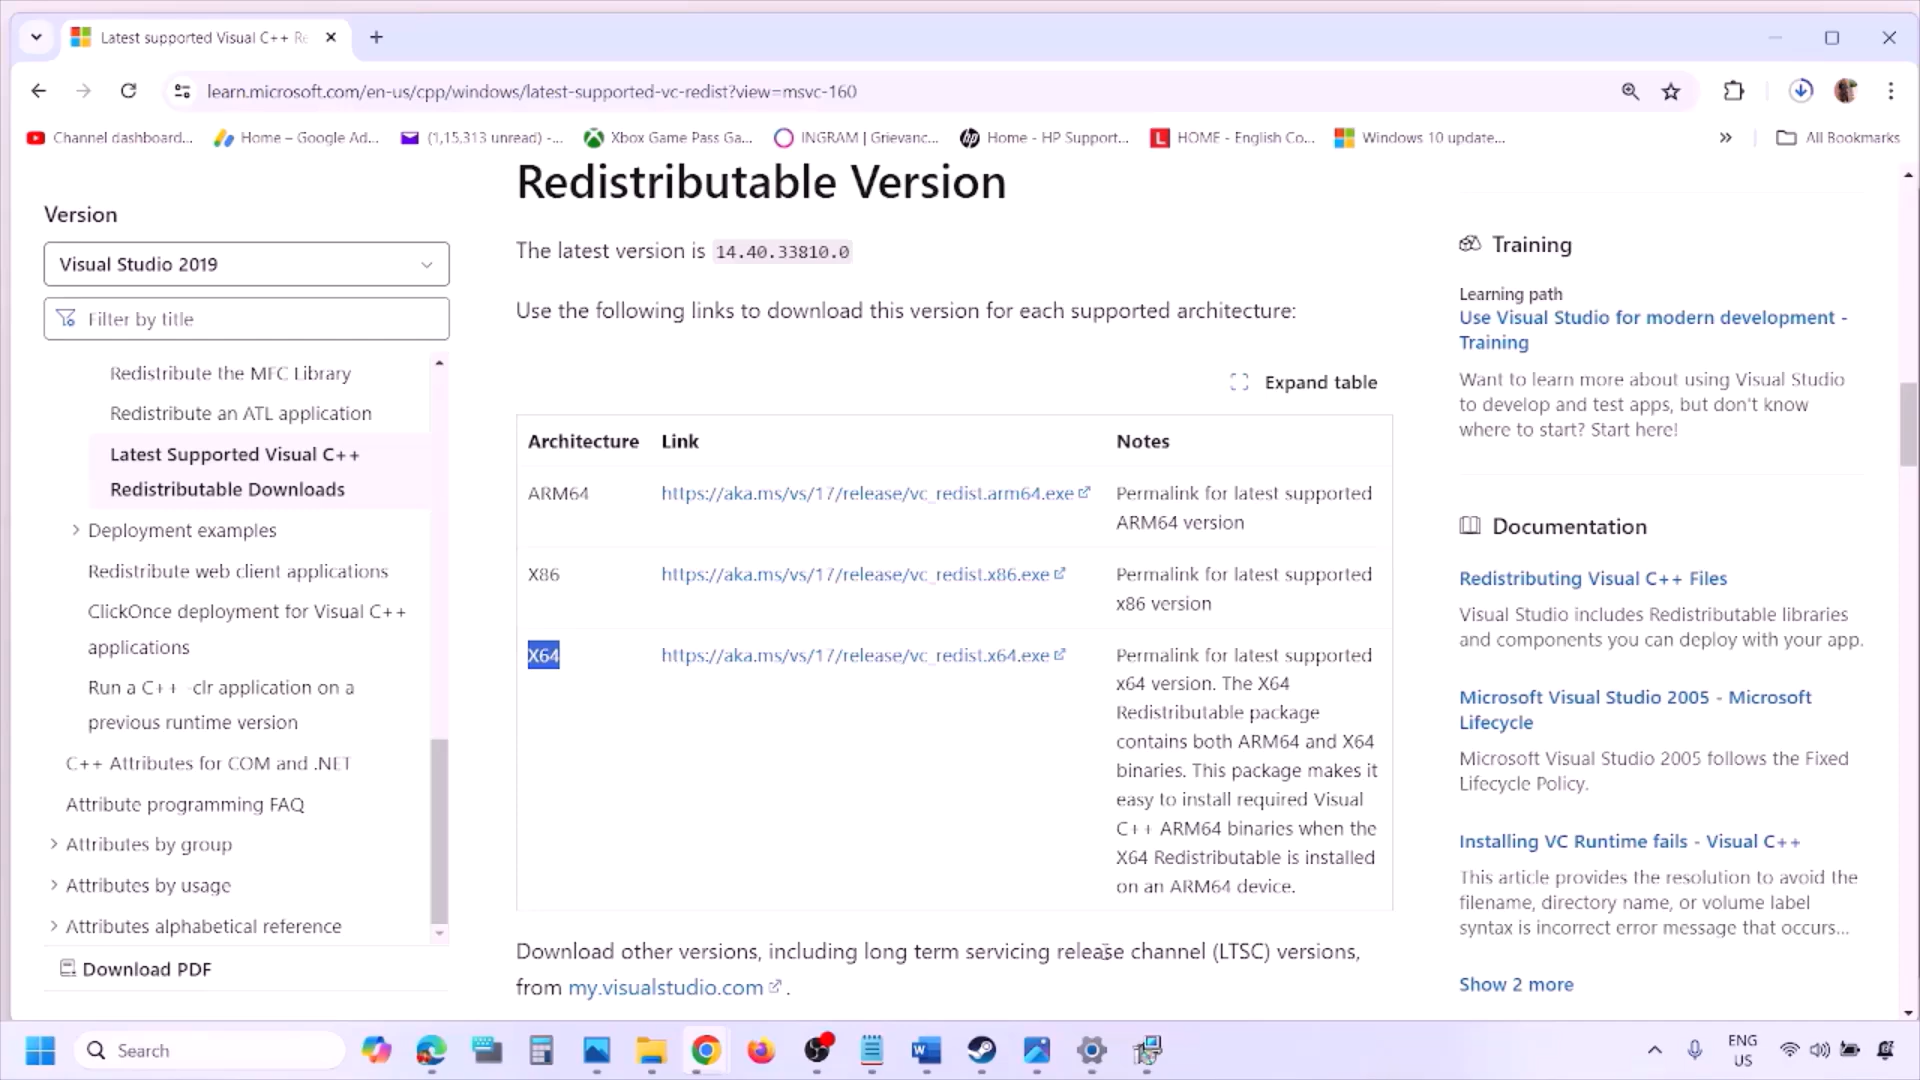 Latest supported Visual C++ Re
learn.microsoft.com/en-us/cpp/windows/latest-supported-vc-redist?view=msvc-160
Channel dashboard...
Home – Google Ad...
(1,15,313 unread) -...
Xbox Game Pass Ga...
INGRAM | Grievanc...
Home - HP Support...
HOME - English Co...
Windows 10 update...
All Bookmarks
Version
Visual Studio 2019
Filter by title
Redistribute the MFC Library
Redistribute an ATL application
Latest Supported Visual C++
Redistributable Downloads
Deployment examples
Redistribute web client applications
ClickOnce deployment for Visual C++
applications
Run a C++ -clr application on a
previous runtime version
C++ Attributes for COM and .NET
Attribute programming FAQ
Attributes by group
Attributes by usage
Attributes alphabetical reference
Download PDF
Redistributable Version
The latest version is 14.40.33810.0
Use the following links to download this version for each supported architecture:
Expand table
Architecture Link Notes
ARM64 https://aka.ms/vs/17/release/vc_redist.arm64.exe Permalink for latest supported
ARM64 version
X86 https://aka.ms/vs/17/release/vc_redist.x86.exe Permalink for latest supported
x86 version
X64 https://aka.ms/vs/17/release/vc_redist.x64.exe Permalink for latest supported
x64 version. The X64
Redistributable package
contains both ARM64 and X64
binaries. This package makes it
easy to install required Visual
C++ ARM64 binaries when the
X64 Redistributable is installed
on an ARM64 device.
Download other versions, including long term servicing release channel (LTSC) versions,
from my.visualstudio.com .
Training
Learning path
Use Visual Studio for modern development -
Training
Want to learn more about using Visual Studio
to develop and test apps, but don't know
where to start? Start here!
Documentation
Redistributing Visual C++ Files
Visual Studio includes Redistributable libraries
and components you can deploy with your app.
Microsoft Visual Studio 2005 - Microsoft
Lifecycle
Microsoft Visual Studio 2005 follows the Fixed
Lifecycle Policy.
Installing VC Runtime fails - Visual C++
This article provides the resolution to avoid the
filename, directory name, or volume label
syntax is incorrect error message that occurs...
Show 2 more
Search
ENG
US